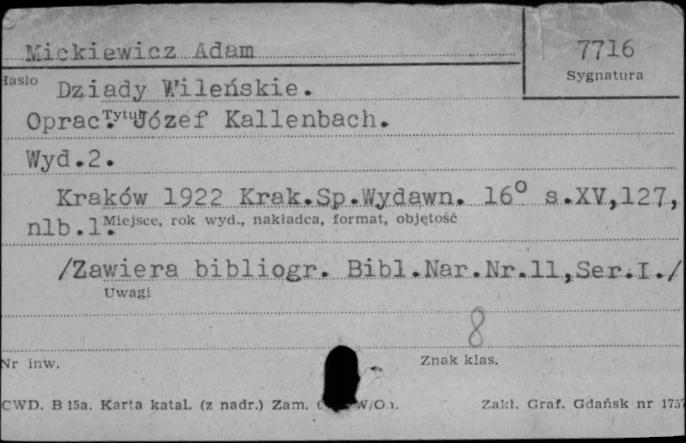 Mickiewicz Adam
7716
Hasło
Sygnatura
Dziady Wileńskie.
Tytuł
Oprac. Józef Kallenbach.
Wyd.2.
Kraków 1922 Krak.Sp.Wydawn. 16° s.XV,127,
Miejsce, rok wyd., nakładca, format, objętość
nlb.1.
/Zawiera bibliogr. Bibl.Nar.Nr.11,Ser.I./
Uwagi
8
Nr inw.
Znak klas.
CWD. B 15a. Karta katal. (z nadr.) Zam.
Zakł. Graf. Gdańsk nr 1757